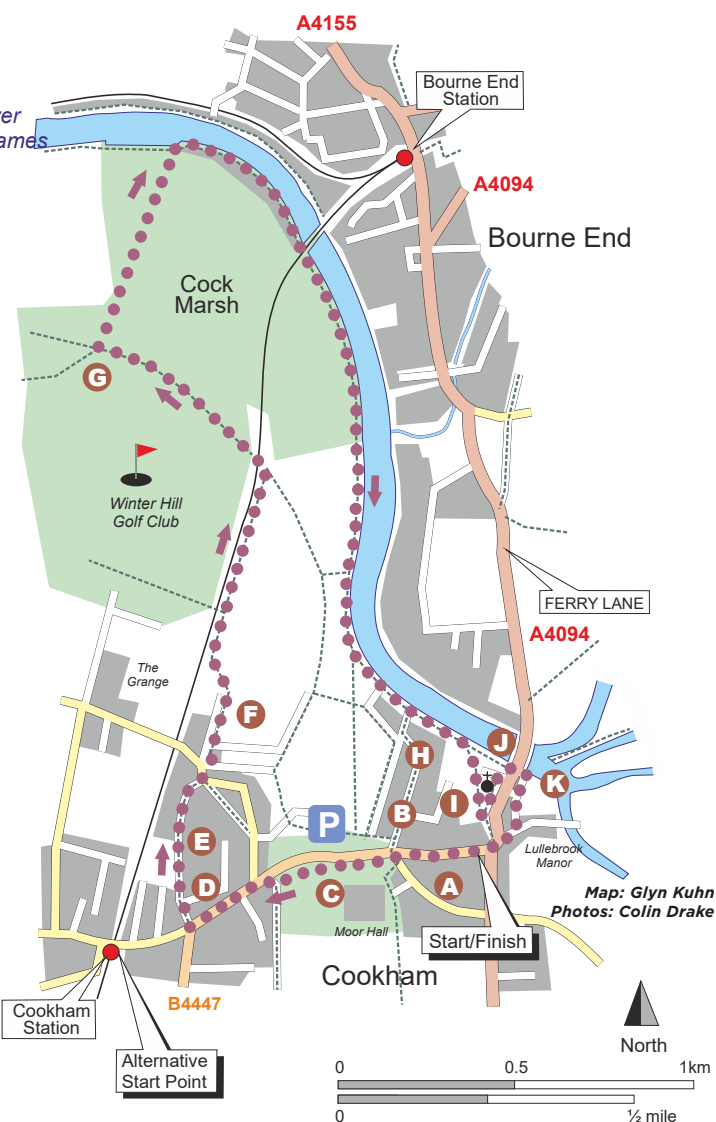 A4155
Bourne End
Station
ver
ames
A4094
Bourne End
Cock
Marsh
G
Winter Hill
Golf Club
FERRY LANE
A4094
The
Grange
F
J
H
K
I
B
P
E
Lullebrook
Manor
D
C
A
Map: Glyn Kuhn
Photos: Colin Drake
Moor Hall
Start/Finish
Cookham
B4447
Cookham
Station
Alternative
Start Point
North
0 0.5 1km
0 ½ mile